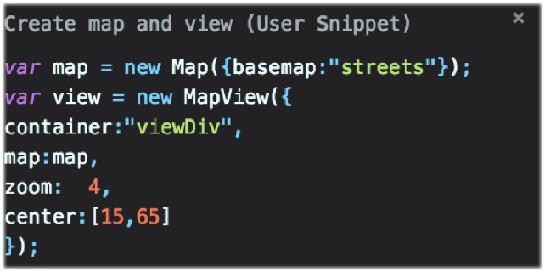 Create map and view (User Snippet) ×
var map = new Map({basemap:"streets"});
var view = new MapView({
container:"viewDiv",
map:map,
zoom:  4,
center:[15,65]
});